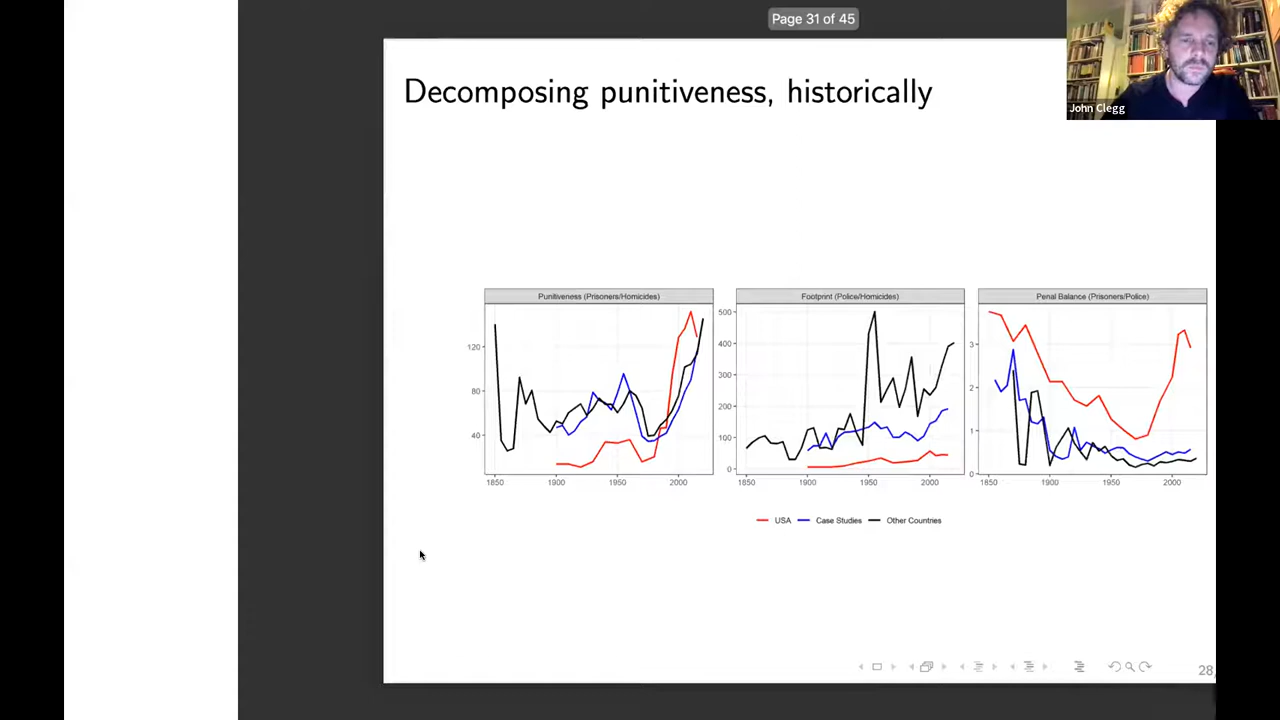 Page 31 of 45
John Clegg
Decomposing punitiveness, historically
Punitiveness (Prisoners/Homicides)
120
80
40
1850 1900 1950 2000
Footprint (Police/Homicides)
500
400
300
200
100
0
1850 1900 1950 2000
Penal Balance (Prisoners/Police)
3
2
1
0
1850 1900 1950 2000
USA Case Studies Other Countries
28